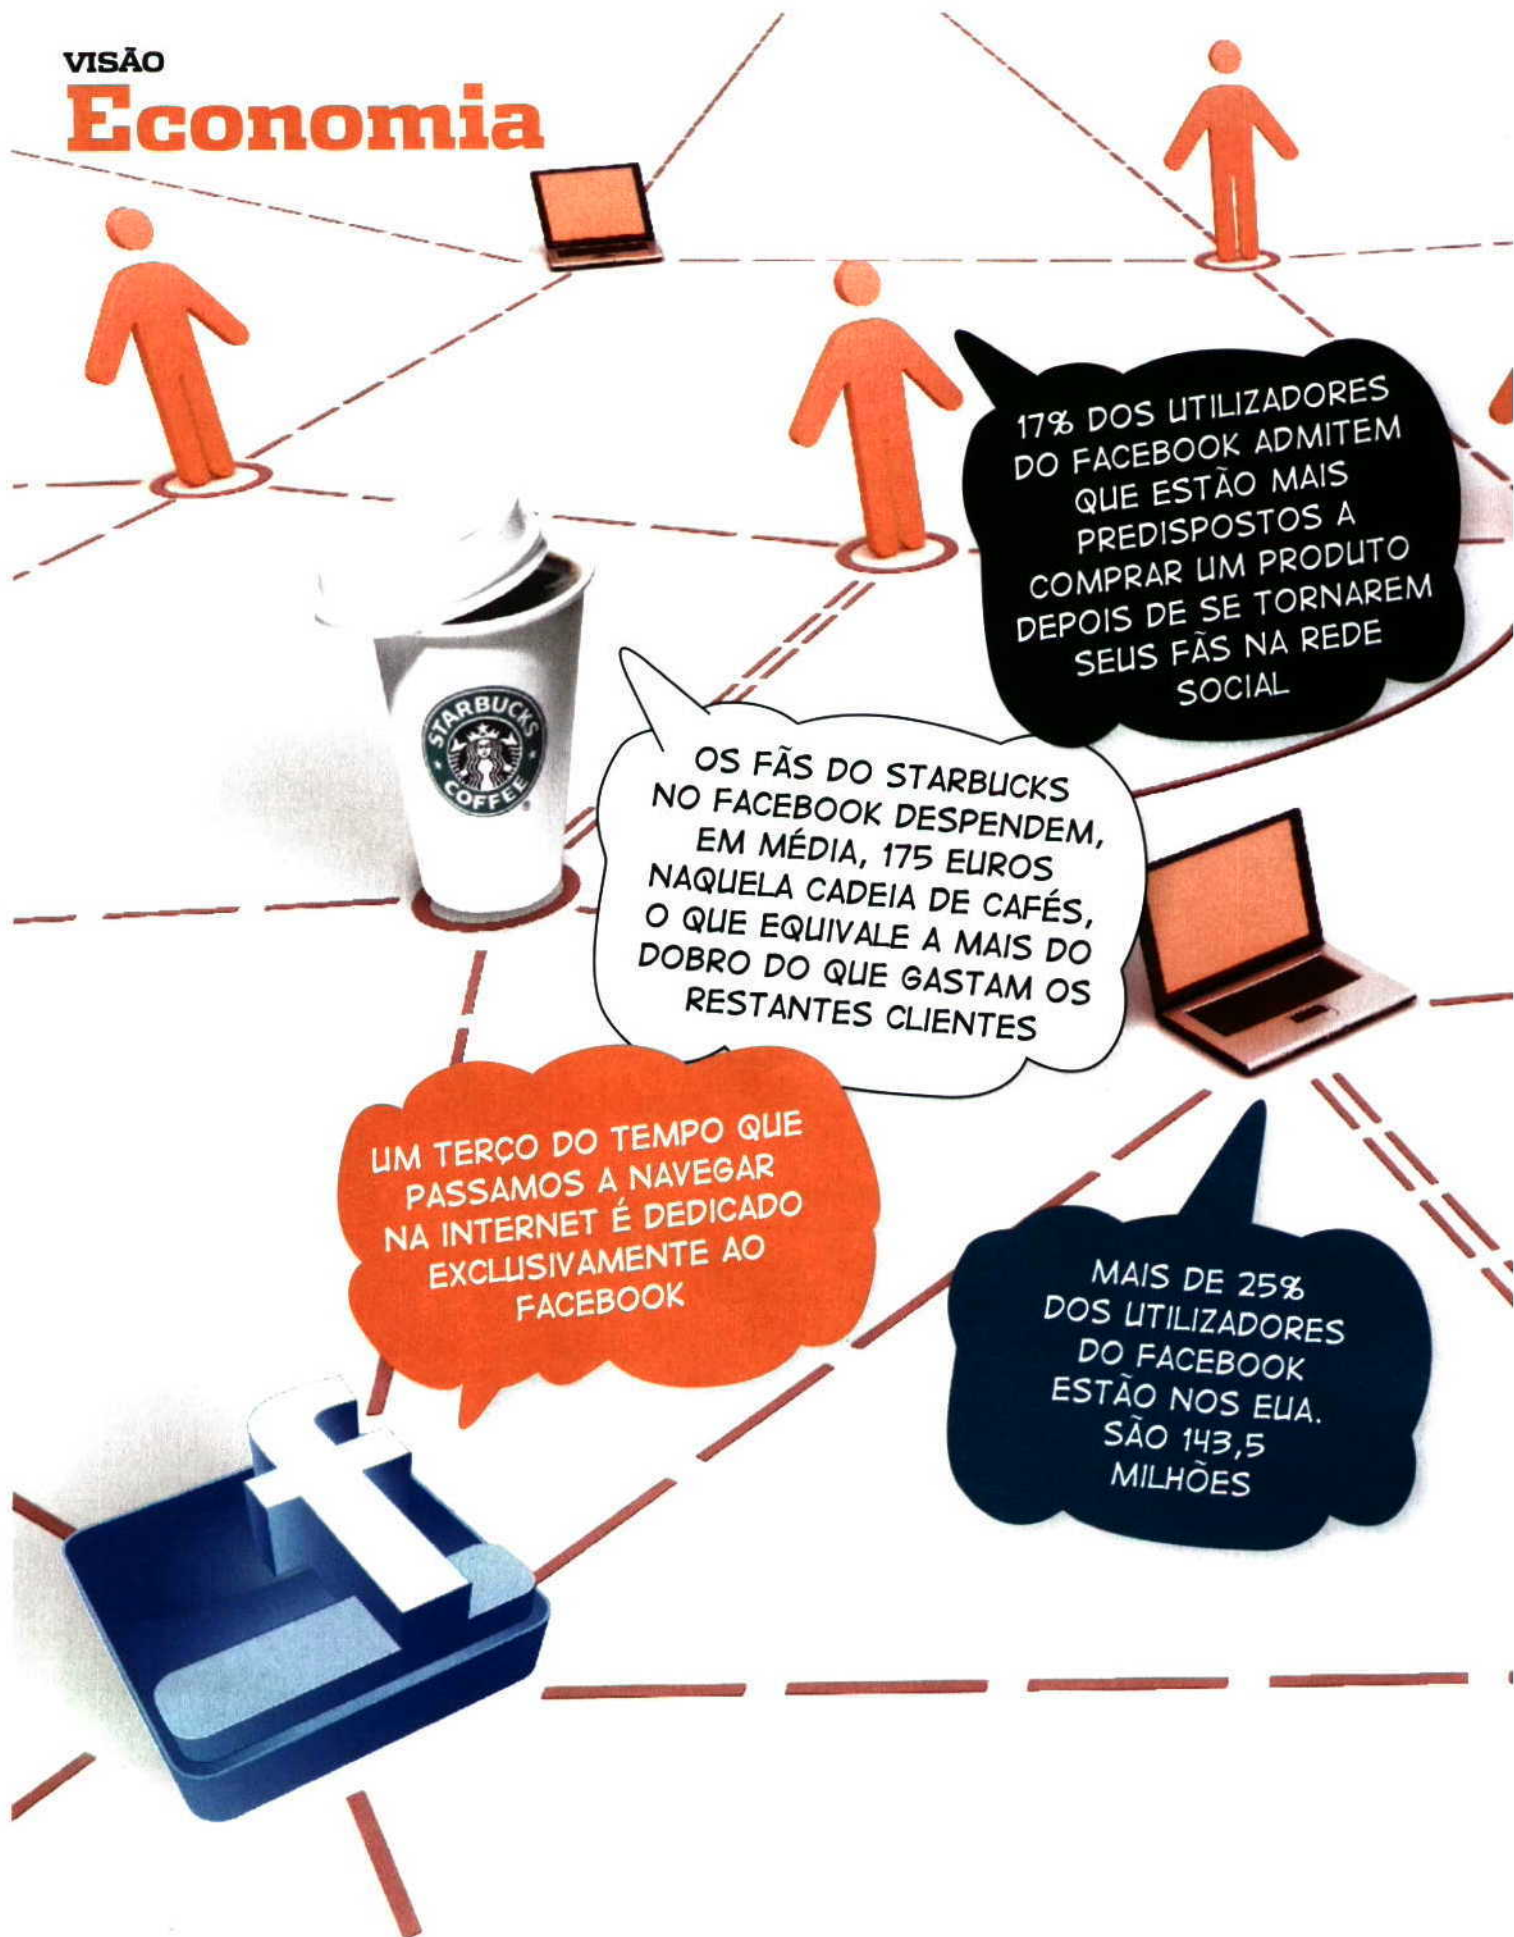 VISÃO
Economia
17% DOS UTILIZADORES
DO FACEBOOK ADMITEM
QUE ESTÃO MAIS
PREDISPOSTOS A
COMPRAR UM PRODUTO
DEPOIS DE SE TORNAREM
SEUS FÃS NA REDE
SOCIAL
STARBUCKS
COFFEE
OS FÃS DO STARBUCKS
NO FACEBOOK DESPENDEM,
EM MÉDIA, 175 EUROS
NAQUELA CADEIA DE CAFÉS,
O QUE EQUIVALE A MAIS DO
DOBRO DO QUE GASTAM OS
RESTANTES CLIENTES
UM TERÇO DO TEMPO QUE
PASSAMOS A NAVEGAR
NA INTERNET É DEDICADO
EXCLUSIVAMENTE AO
FACEBOOK
MAIS DE 25%
DOS UTILIZADORES
DO FACEBOOK
ESTÃO NOS EUA.
SÃO 143,5
MILHÕES
f